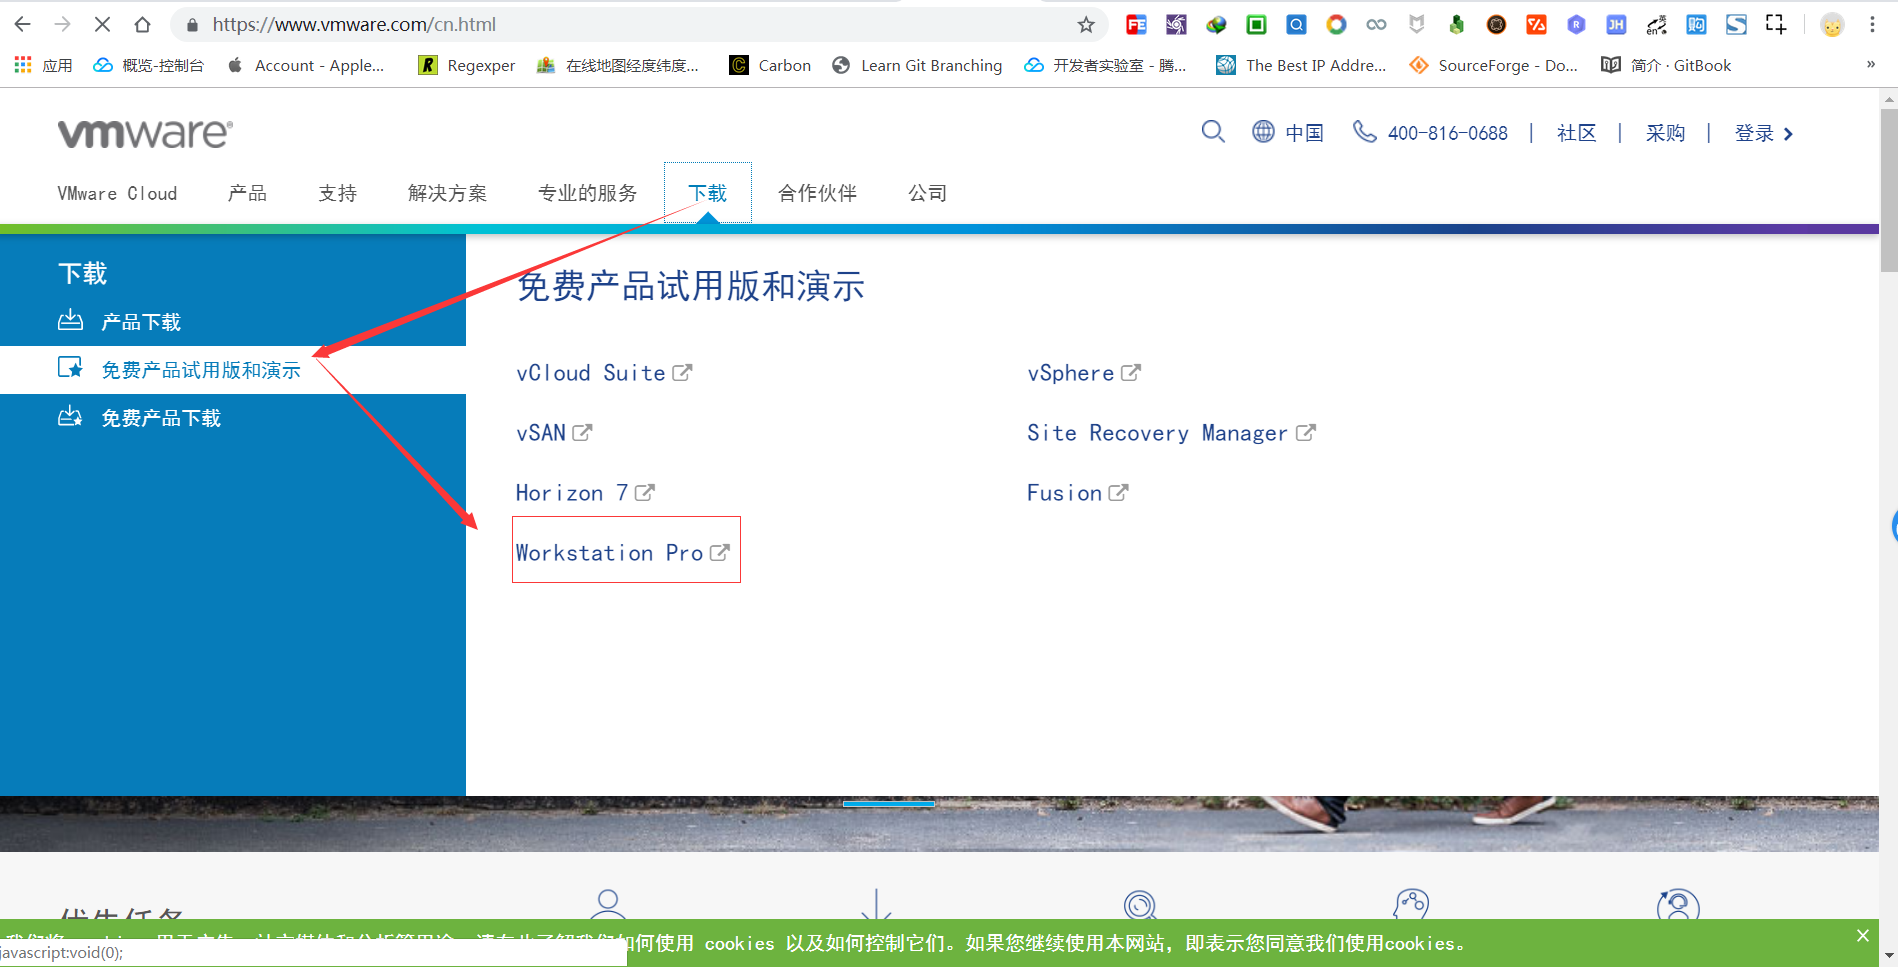 https://www.vmware.com/cn.html
应用
概览-控制台
Account - Apple...
Regexper
在线地图经度纬度...
Carbon
Learn Git Branching
开发者实验室 - 腾...
The Best IP Addre...
SourceForge - Do...
简介 · GitBook
»
vmware®
中国
400-816-0688 | 社区 | 采购 | 登录
VMware Cloud
产品
支持
解决方案
专业的服务
下载
合作伙伴
公司
下载
产品下载
免费产品试用版和演示
免费产品下载
免费产品试用版和演示
vCloud Suite
vSphere
vSAN
Site Recovery Manager
Horizon 7
Fusion
Workstation Pro
如何使用 cookies 以及如何控制它们。如果您继续使用本网站，即表示您同意我们使用cookies。
javascript:void(0);